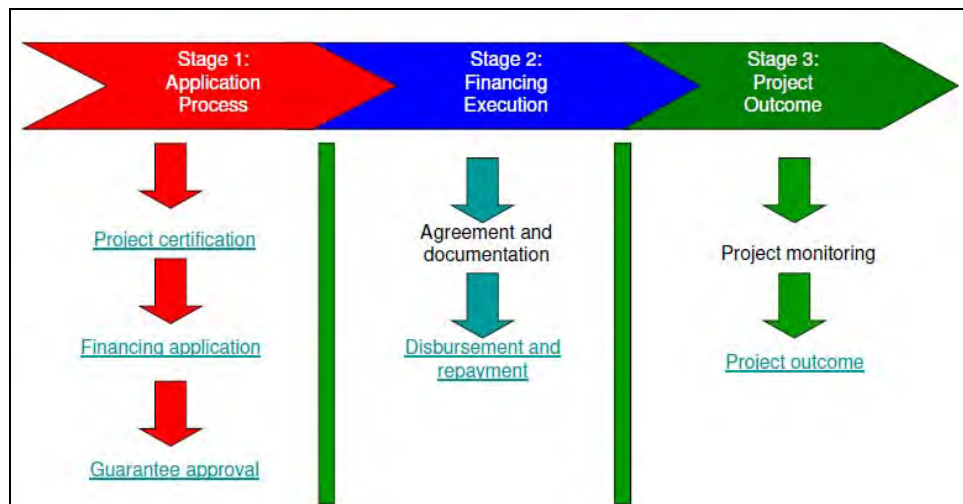 Stage 1:
Application
Process
Stage 2:
Financing
Execution
Stage 3:
Project
Outcome
Project certification
Financing application
Guarantee approval
Agreement and
documentation
Disbursement and
repayment
Project monitoring
Project outcome